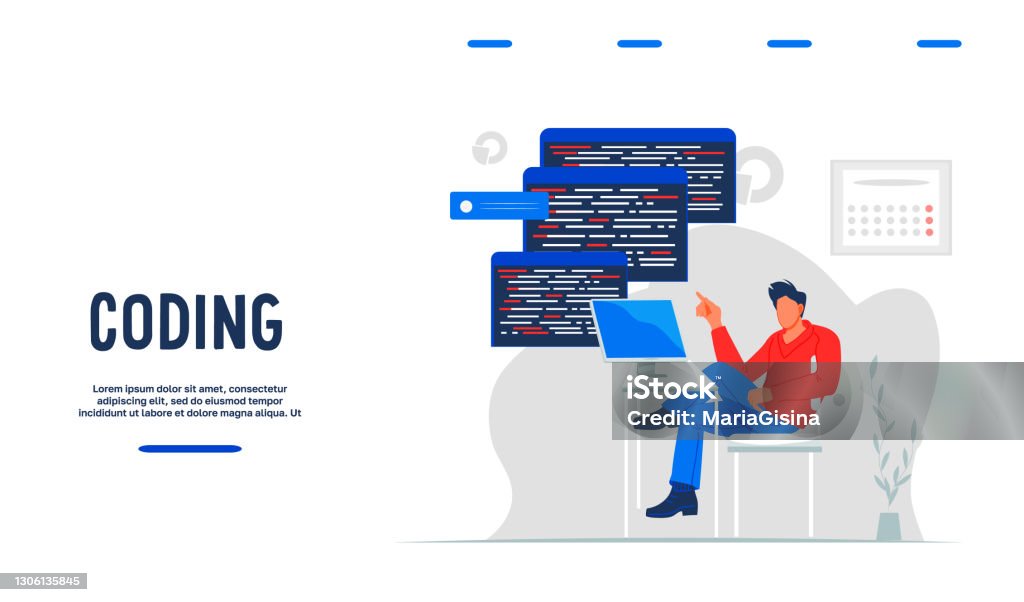 CODING
Lorem ipsum dolor sit amet, consectetur
adipiscing elit, sed do eiusmod tempor
incididunt ut labore et dolore magna aliqua. Ut
iStock™
Credit: MariaGisina
1306135845